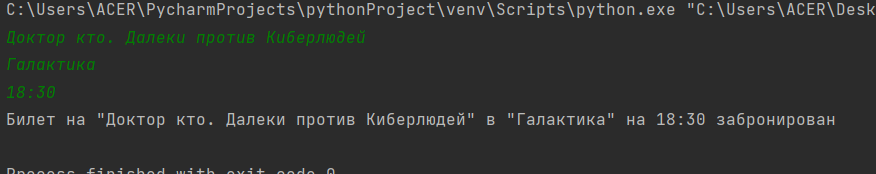 C:\Users\ACER\PycharmProjects\pythonProject\venv\Scripts\python.exe "C:\Users\ACER\Desk
Доктор кто. Далеки против Киберлюдей
Галактика
18:30
Билет на "Доктор кто. Далеки против Киберлюдей" в "Галактика" на 18:30 забронирован
Process finished with exit code 0